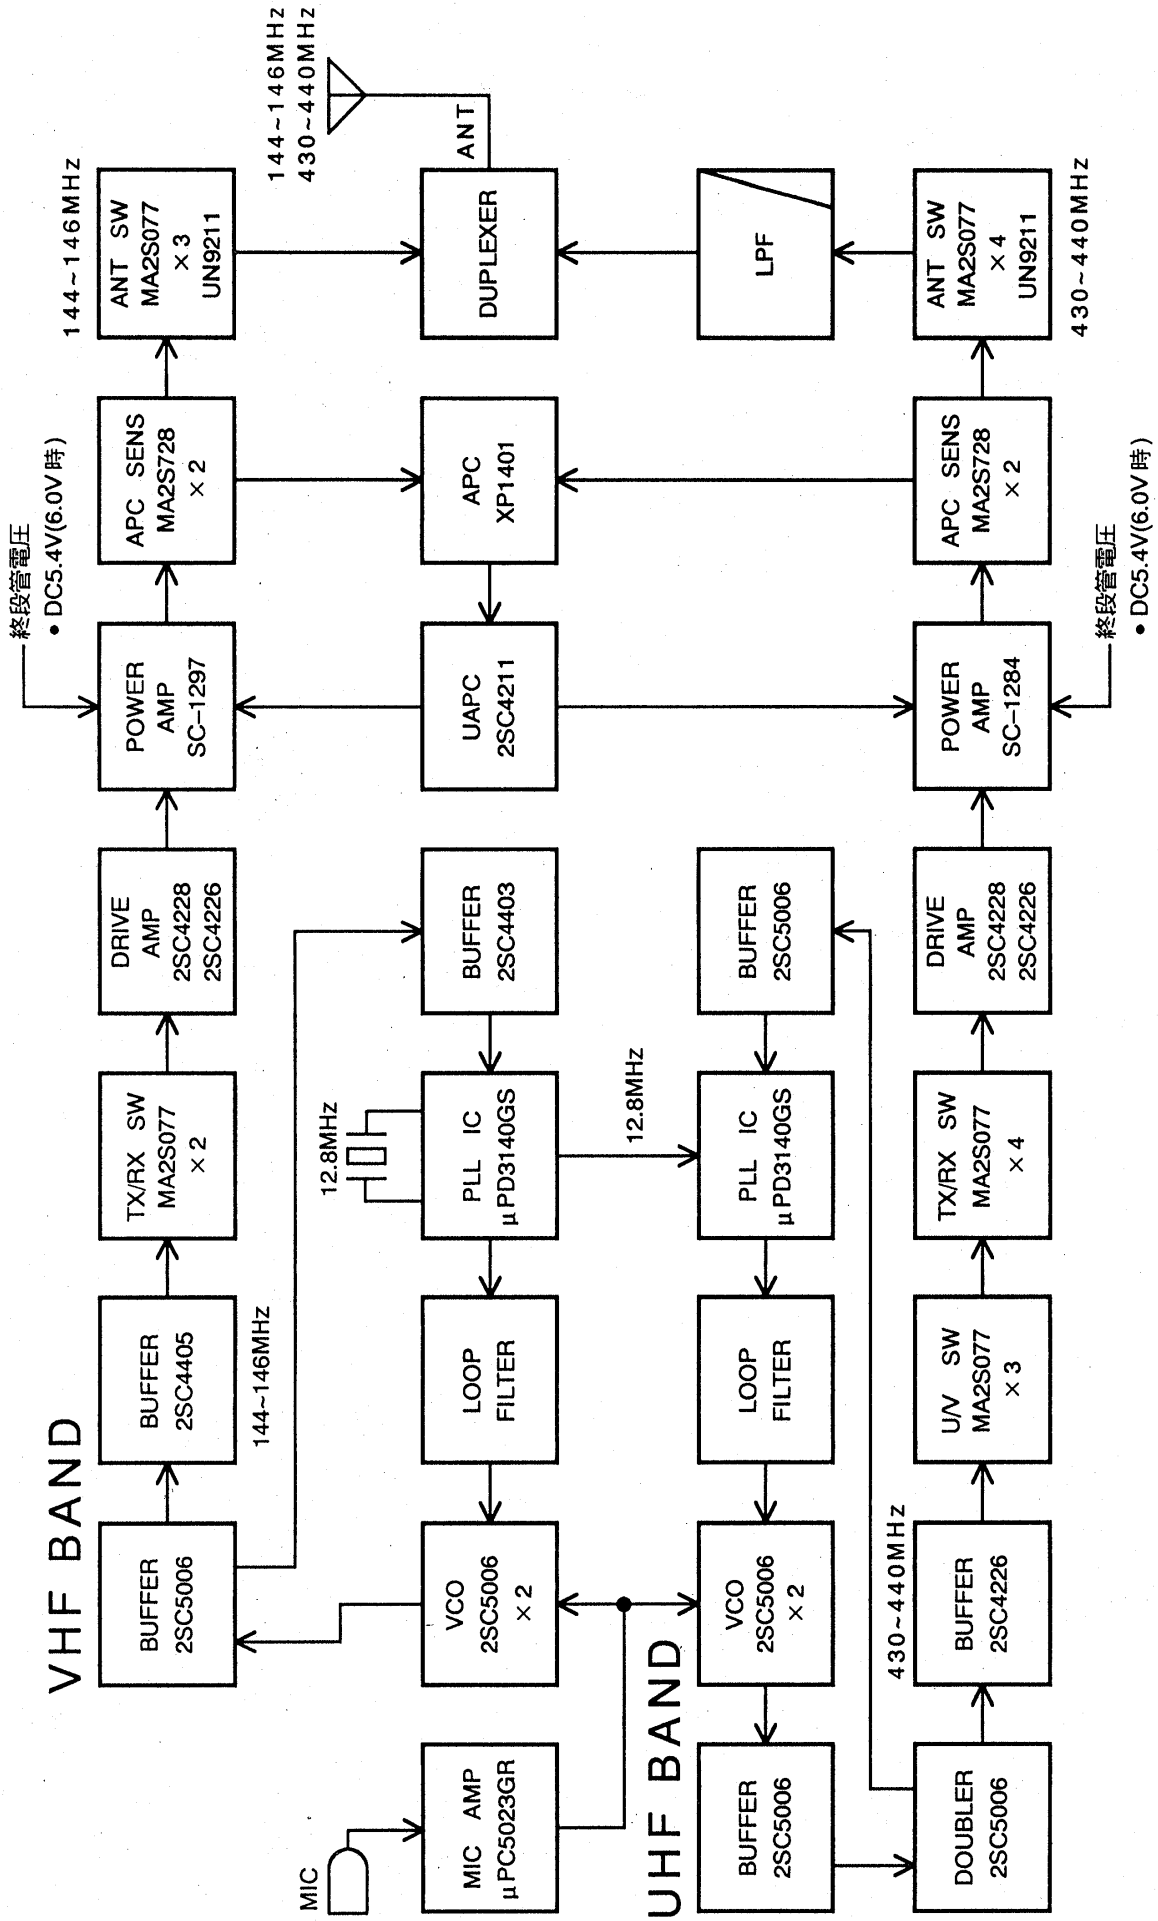 VHF BAND
BUFFER
2SC5006
BUFFER
2SC4405
TX/RX SW
MA2S077
×2
DRIVE
AMP
2SC4228
2SC4226
POWER
AMP
SC-1297
終段管電圧
• DC5.4V(6.0V時)
APC SENS
MA2S728
×2
ANT SW
MA2S077
×3
UN9211
144~146MHz
144~146MHz
144~146MHz
430~440MHz
ANT
MIC
MIC AMP
μPC5023GR
VCO
2SC5006
×2
LOOP
FILTER
12.8MHz
PLL IC
μPD3140GS
BUFFER
2SC4403
UAPC
2SC4211
APC
XP1401
DUPLEXER
12.8MHz
UHF BAND
BUFFER
2SC5006
VCO
2SC5006
×2
LOOP
FILTER
PLL IC
μPD3140GS
BUFFER
2SC5006
LPF
430~440MHz
DOUBLER
2SC5006
BUFFER
2SC4226
U/V SW
MA2S077
×3
TX/RX SW
MA2S077
×4
DRIVE
AMP
2SC4228
2SC4226
POWER
AMP
SC-1284
APC SENS
MA2S728
×2
ANT SW
MA2S077
×4
UN9211
430~440MHz
終段管電圧
• DC5.4V(6.0V時)